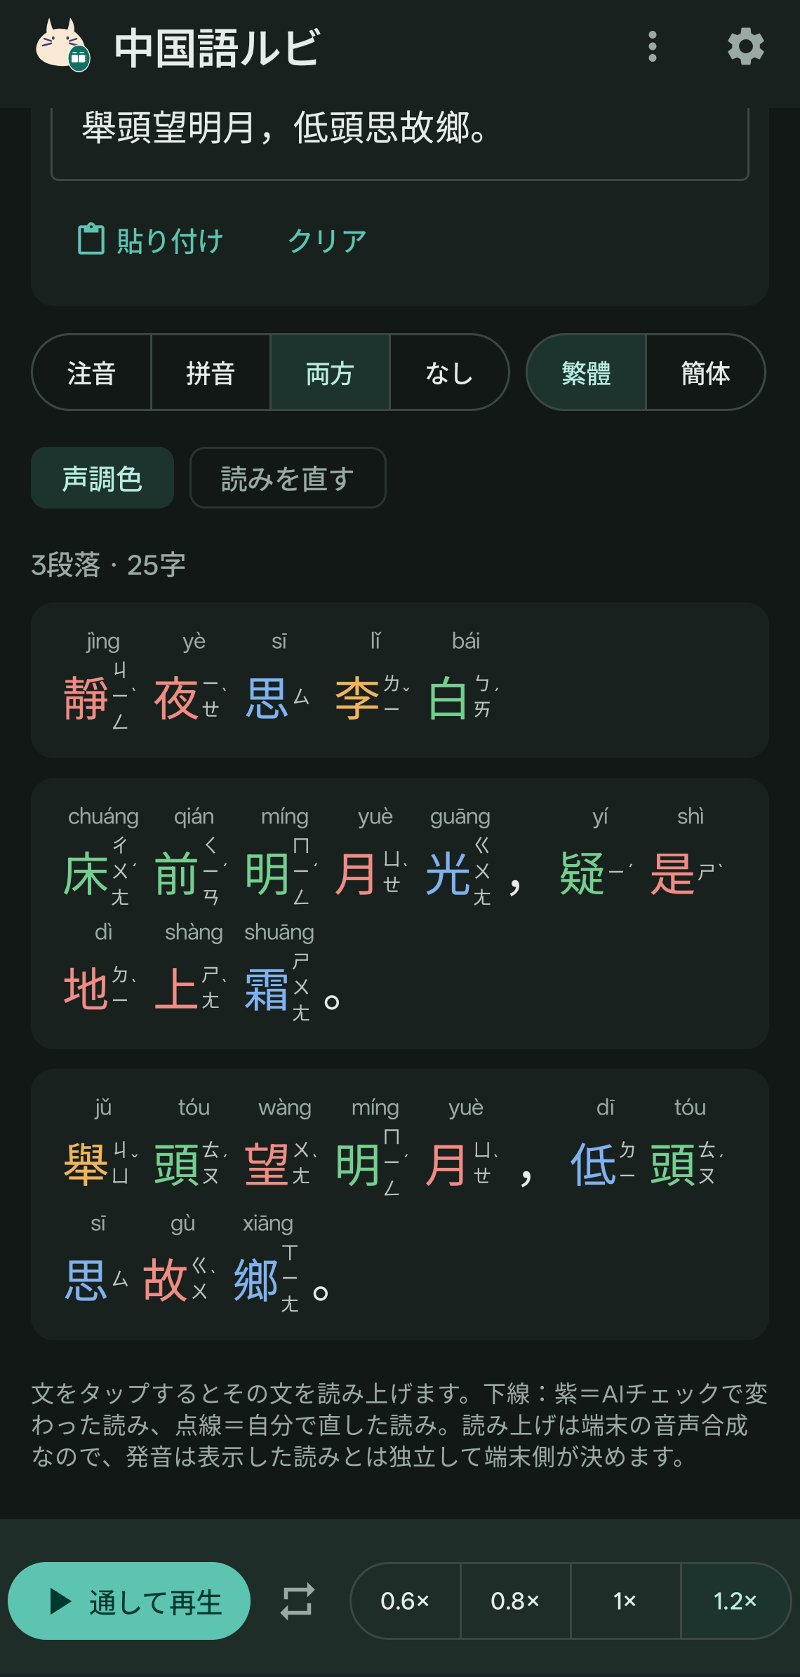 中国語ルビ
舉頭望明月，低頭思故鄉。
貼り付け クリア
注音 拼音 両方 なし 繁體 簡体
声調色 読みを直す
3段落 · 25字
jìng yè sī lǐ bái
靜ㄐㄧㄥˋ 夜ㄧㄝˋ 思ㄙ 李ㄌㄧˇ 白ㄅㄞˊ
chuáng qián míng yuè guāng yí shì
床ㄔㄨㄤˊ 前ㄑㄧㄢˊ 明ㄇㄧㄥˊ 月ㄩㄝˋ 光ㄍㄨㄤ ， 疑ㄧˊ 是ㄕˋ
dì shàng shuāng
地ㄉㄧˋ 上ㄕㄤˋ 霜ㄕㄨㄤ 。
jǔ tóu wàng míng yuè dī tóu
舉ㄐㄩˇ 頭ㄊㄡˊ 望ㄨㄤˋ 明ㄇㄧㄥˊ 月ㄩㄝˋ ， 低ㄉㄧ 頭ㄊㄡˊ
sī gù xiāng
思ㄙ 故ㄍㄨˋ 鄉ㄒㄧㄤ 。
文をタップするとその文を読み上げます。下線：紫＝AIチェックで変
わった読み、点線＝自分で直した読み。読み上げは端末の音声合成
なので、発音は表示した読みとは独立して端末側が決めます。
通して再生 0.6× 0.8× 1× 1.2×